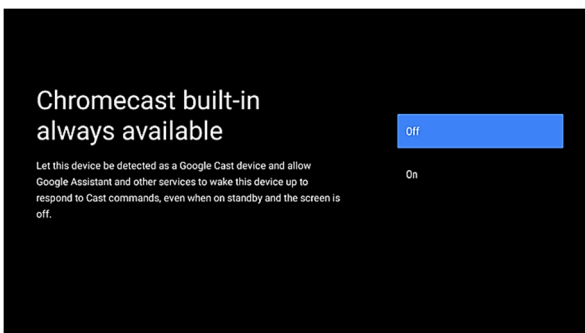 Chromecast built-in
always available
Let this device be detected as a Google Cast device and allow
Google Assistant and other services to wake this device up to
respond to Cast commands, even when on standby and the screen is
off.
Off
On